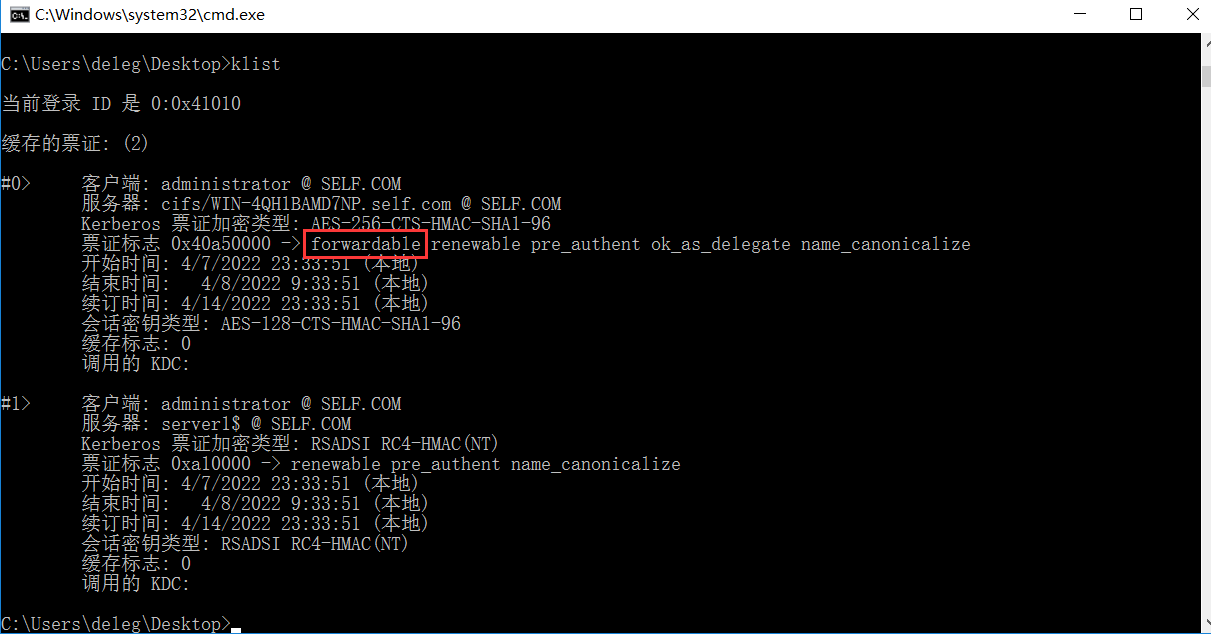 C:\Windows\system32\cmd.exe
C:\Users\deleg\Desktop>klist
当前登录 ID 是 0:0x41010
缓存的票证: (2)
#0> 客户端: administrator @ SELF.COM
服务器: cifs/WIN-4QH1BAMD7NP.self.com @ SELF.COM
Kerberos 票证加密类型: AES-256-CTS-HMAC-SHA1-96
票证标志 0x40a50000 -> forwardable renewable pre_authent ok_as_delegate name_canonicalize
开始时间: 4/7/2022 23:33:51 (本地)
结束时间: 4/8/2022 9:33:51 (本地)
续订时间: 4/14/2022 23:33:51 (本地)
会话密钥类型: AES-128-CTS-HMAC-SHA1-96
缓存标志: 0
调用的 KDC:
#1> 客户端: administrator @ SELF.COM
服务器: server1$ @ SELF.COM
Kerberos 票证加密类型: RSADSI RC4-HMAC(NT)
票证标志 0xa10000 -> renewable pre_authent name_canonicalize
开始时间: 4/7/2022 23:33:51 (本地)
结束时间: 4/8/2022 9:33:51 (本地)
续订时间: 4/14/2022 23:33:51 (本地)
会话密钥类型: RSADSI RC4-HMAC(NT)
缓存标志: 0
调用的 KDC:
C:\Users\deleg\Desktop>